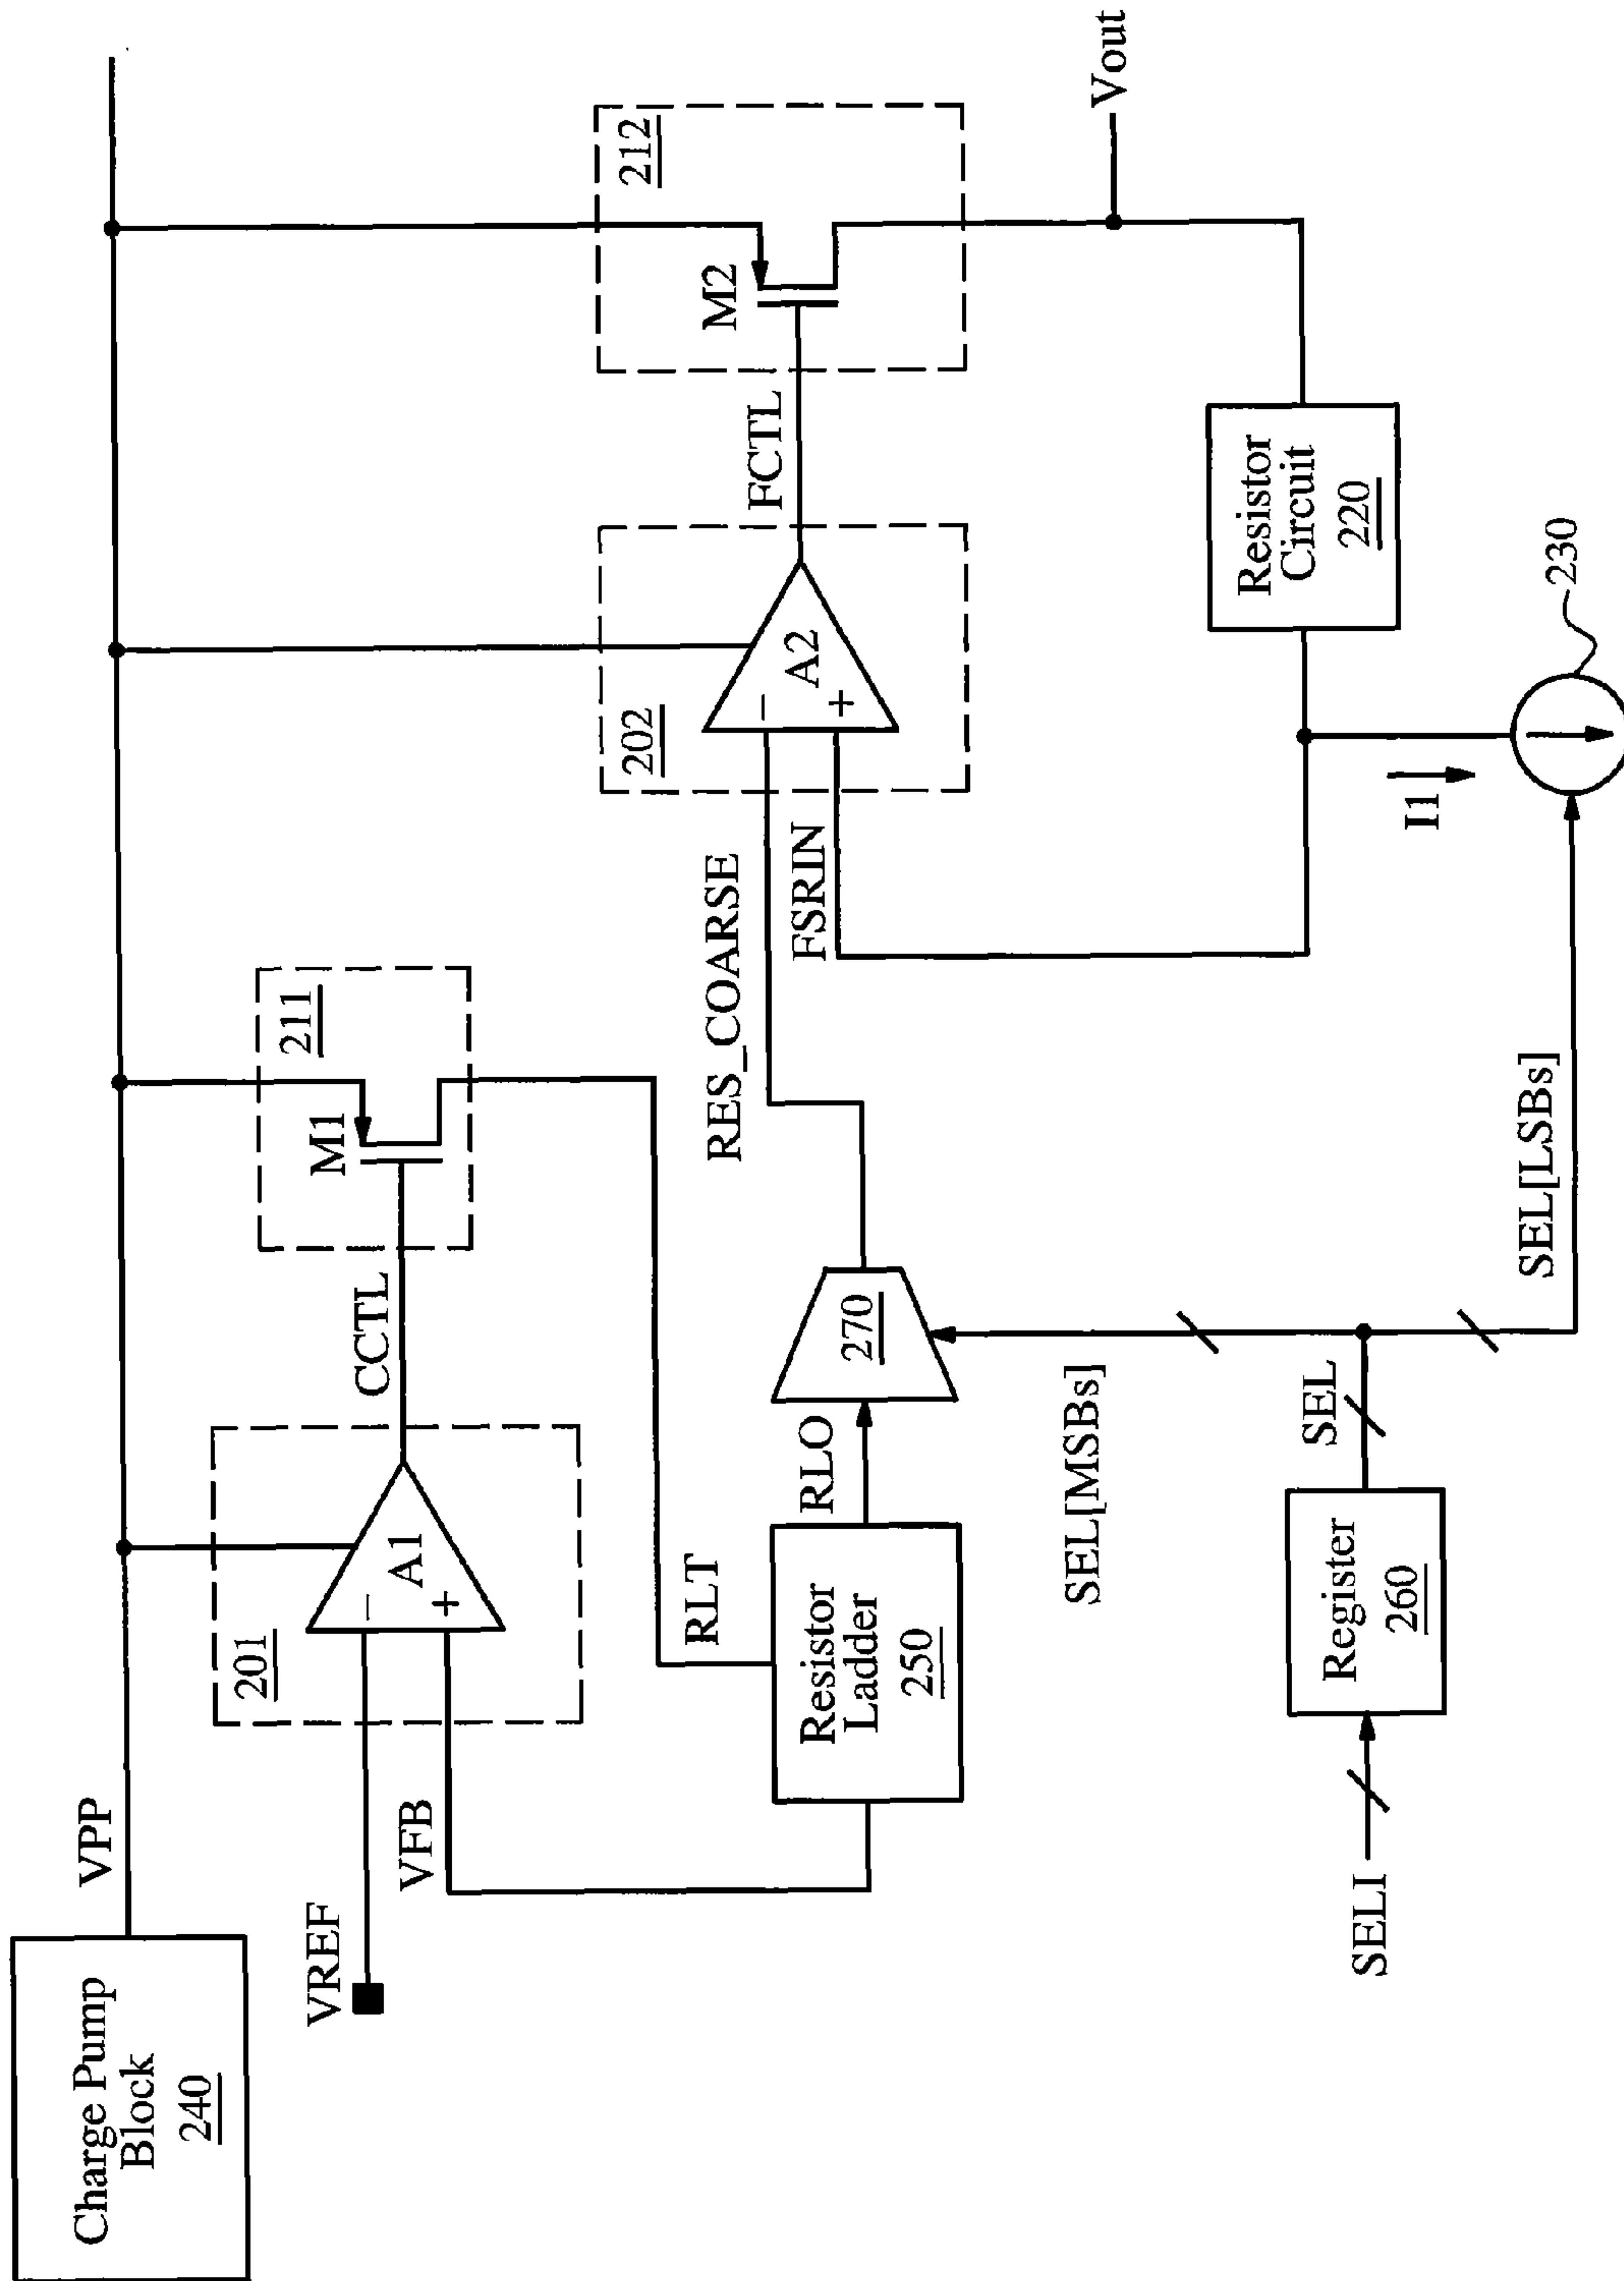 Charge Pump
Block
240
VPP
VREF
VFB
201
A1
−
+
CCTL
211
M1
RLT
Resistor
Ladder
250
RLO
270
RES_COARSE
FSRIN
202
A2
−
+
FCTL
212
M2
Vout
Resistor
Circuit
220
230
I1
SELI
Register
260
SEL
SEL[MSBs]
SEL[LSBs]